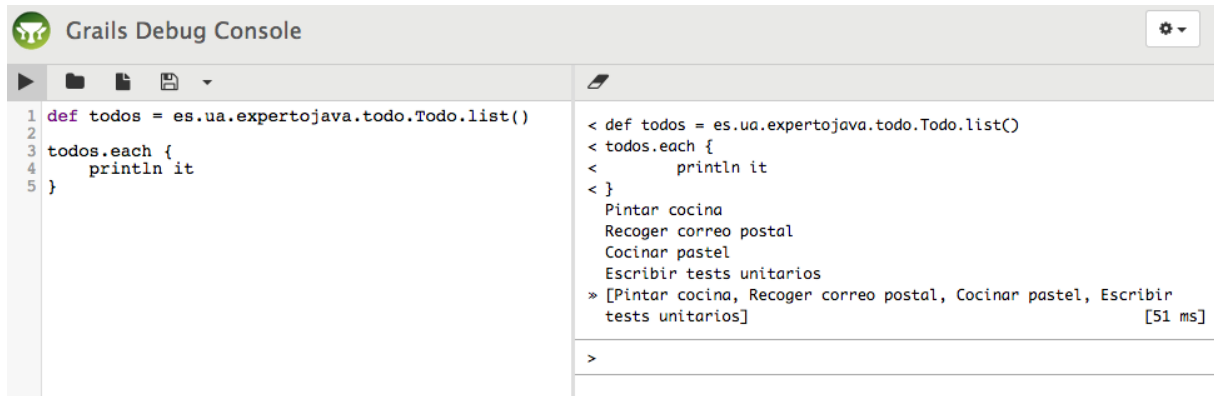 Grails Debug Console
1 def todos = es.ua.expertojava.todo.Todo.list()
2
3 todos.each {
4     println it
5 }
< def todos = es.ua.expertojava.todo.Todo.list()
< todos.each {
<         println it
< }
Pintar cocina
Recoger correo postal
Cocinar pastel
Escribir tests unitarios
» [Pintar cocina, Recoger correo postal, Cocinar pastel, Escribir
tests unitarios] [51 ms]
>